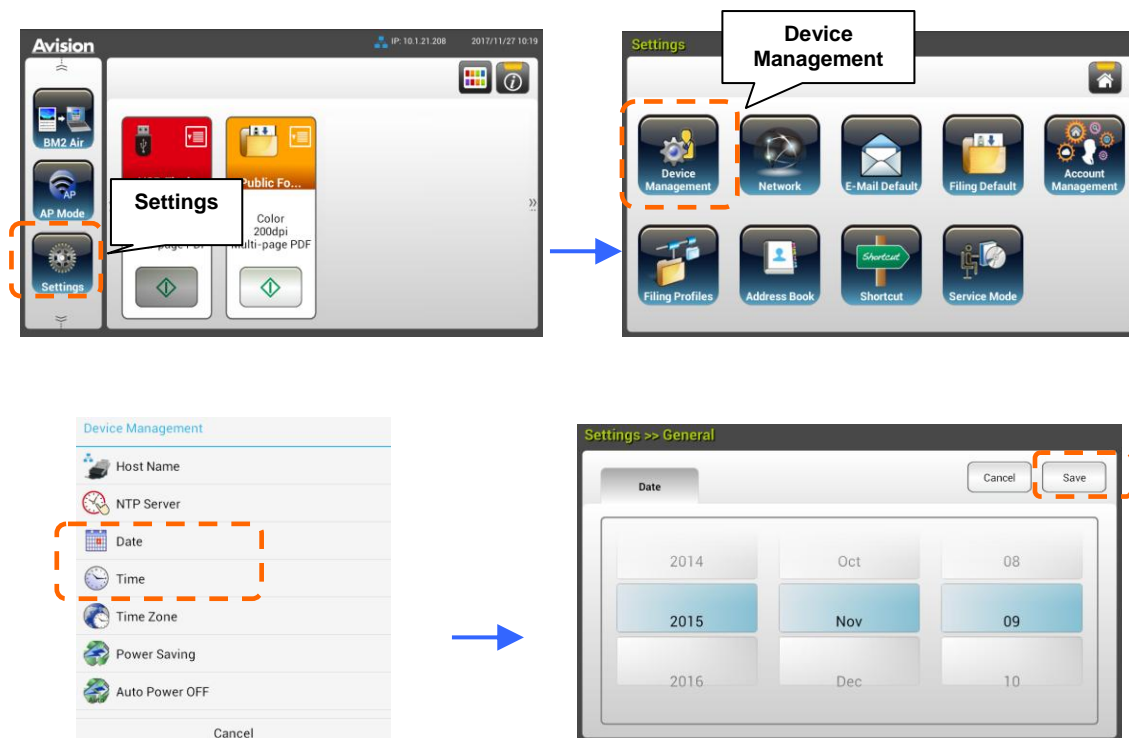 Avision
IP: 10.1.21.208
2017/11/27 10:19
BM2 Air
AP
AP Mode
Settings
Public Fo...
Color
200dpi
Multi-page PDF
Settings
Settings
Device
Management
Device
Management
Network
E-Mail Default
Filing Default
Account
Management
Filing Profiles
Address Book
Shortcut
Shortcut
Service Mode
Device Management
Host Name
NTP Server
Date
Time
Time Zone
Power Saving
Auto Power OFF
Cancel
Settings >> General
Date
Cancel
Save
2014 Oct 08
2015 Nov 09
2016 Dec 10